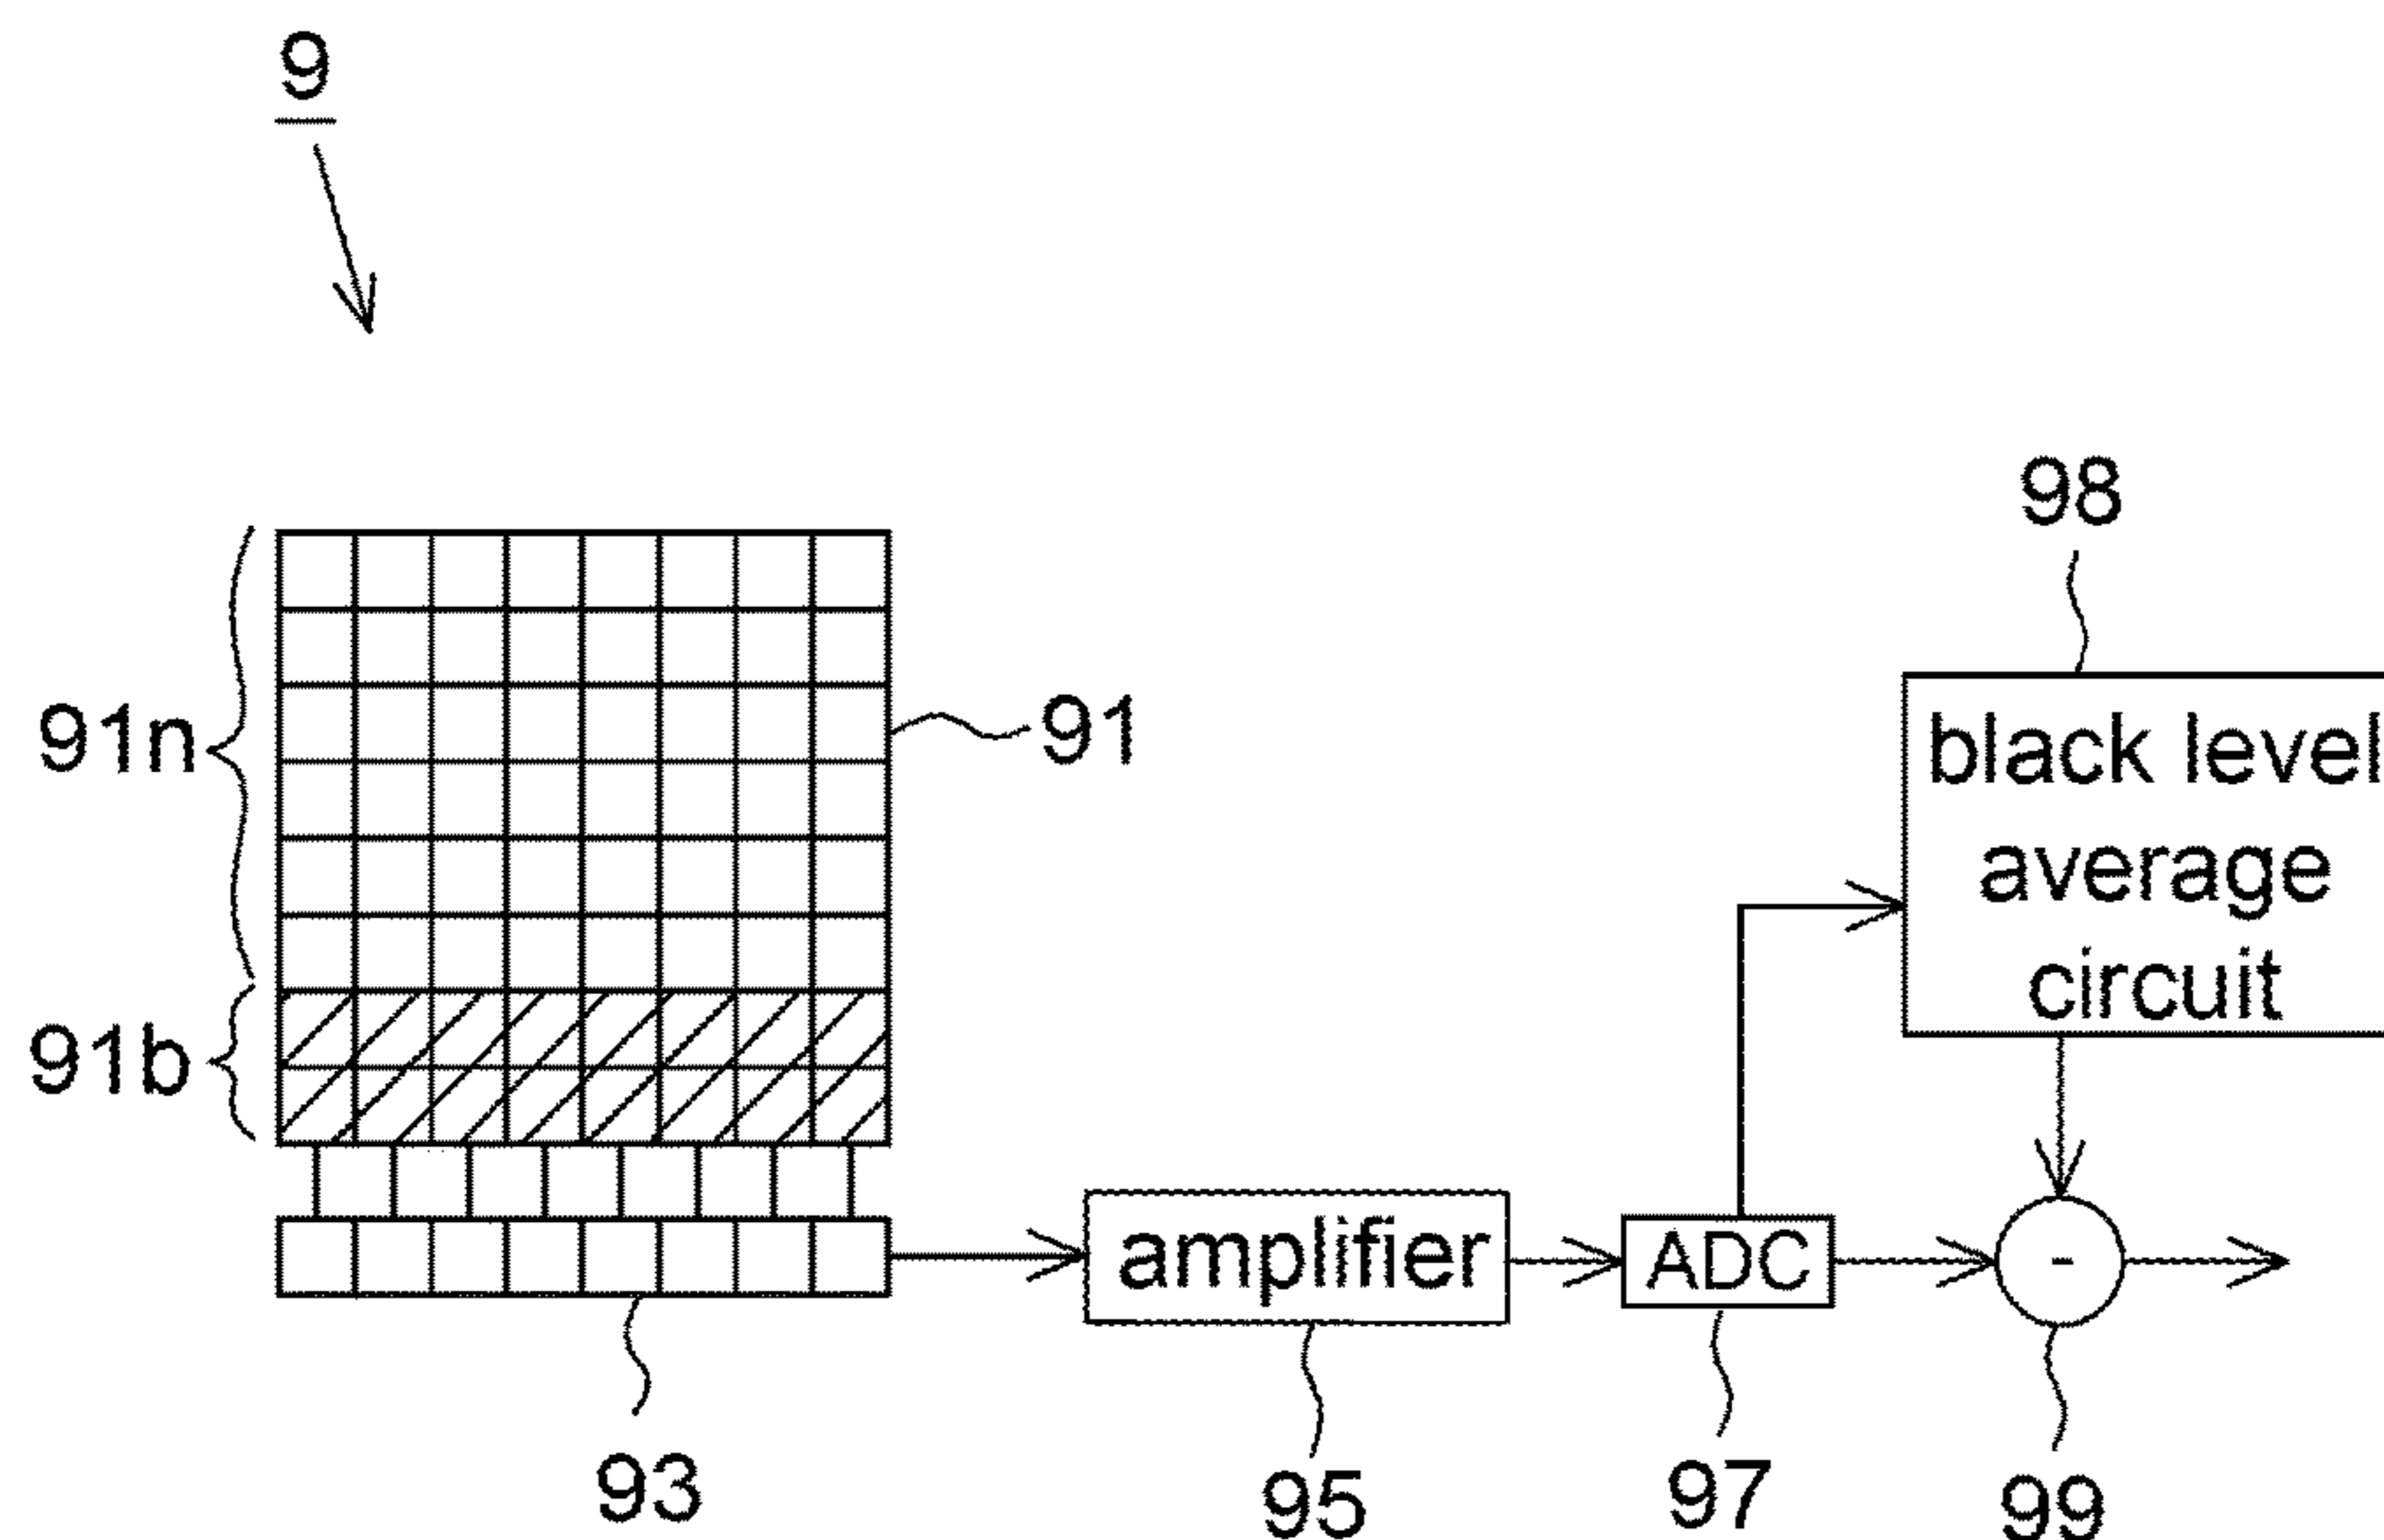 9
98
91n
91
black level
average
circuit
91b
amplifier
ADC
-
93
95
97
99